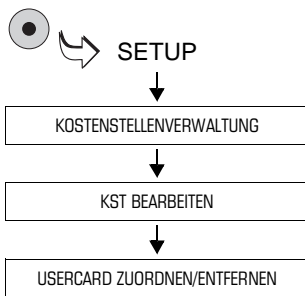 SETUP
KOSTENSTELLENVERWALTUNG
KST BEARBEITEN
USERCARD ZUORDNEN/ENTFERNEN